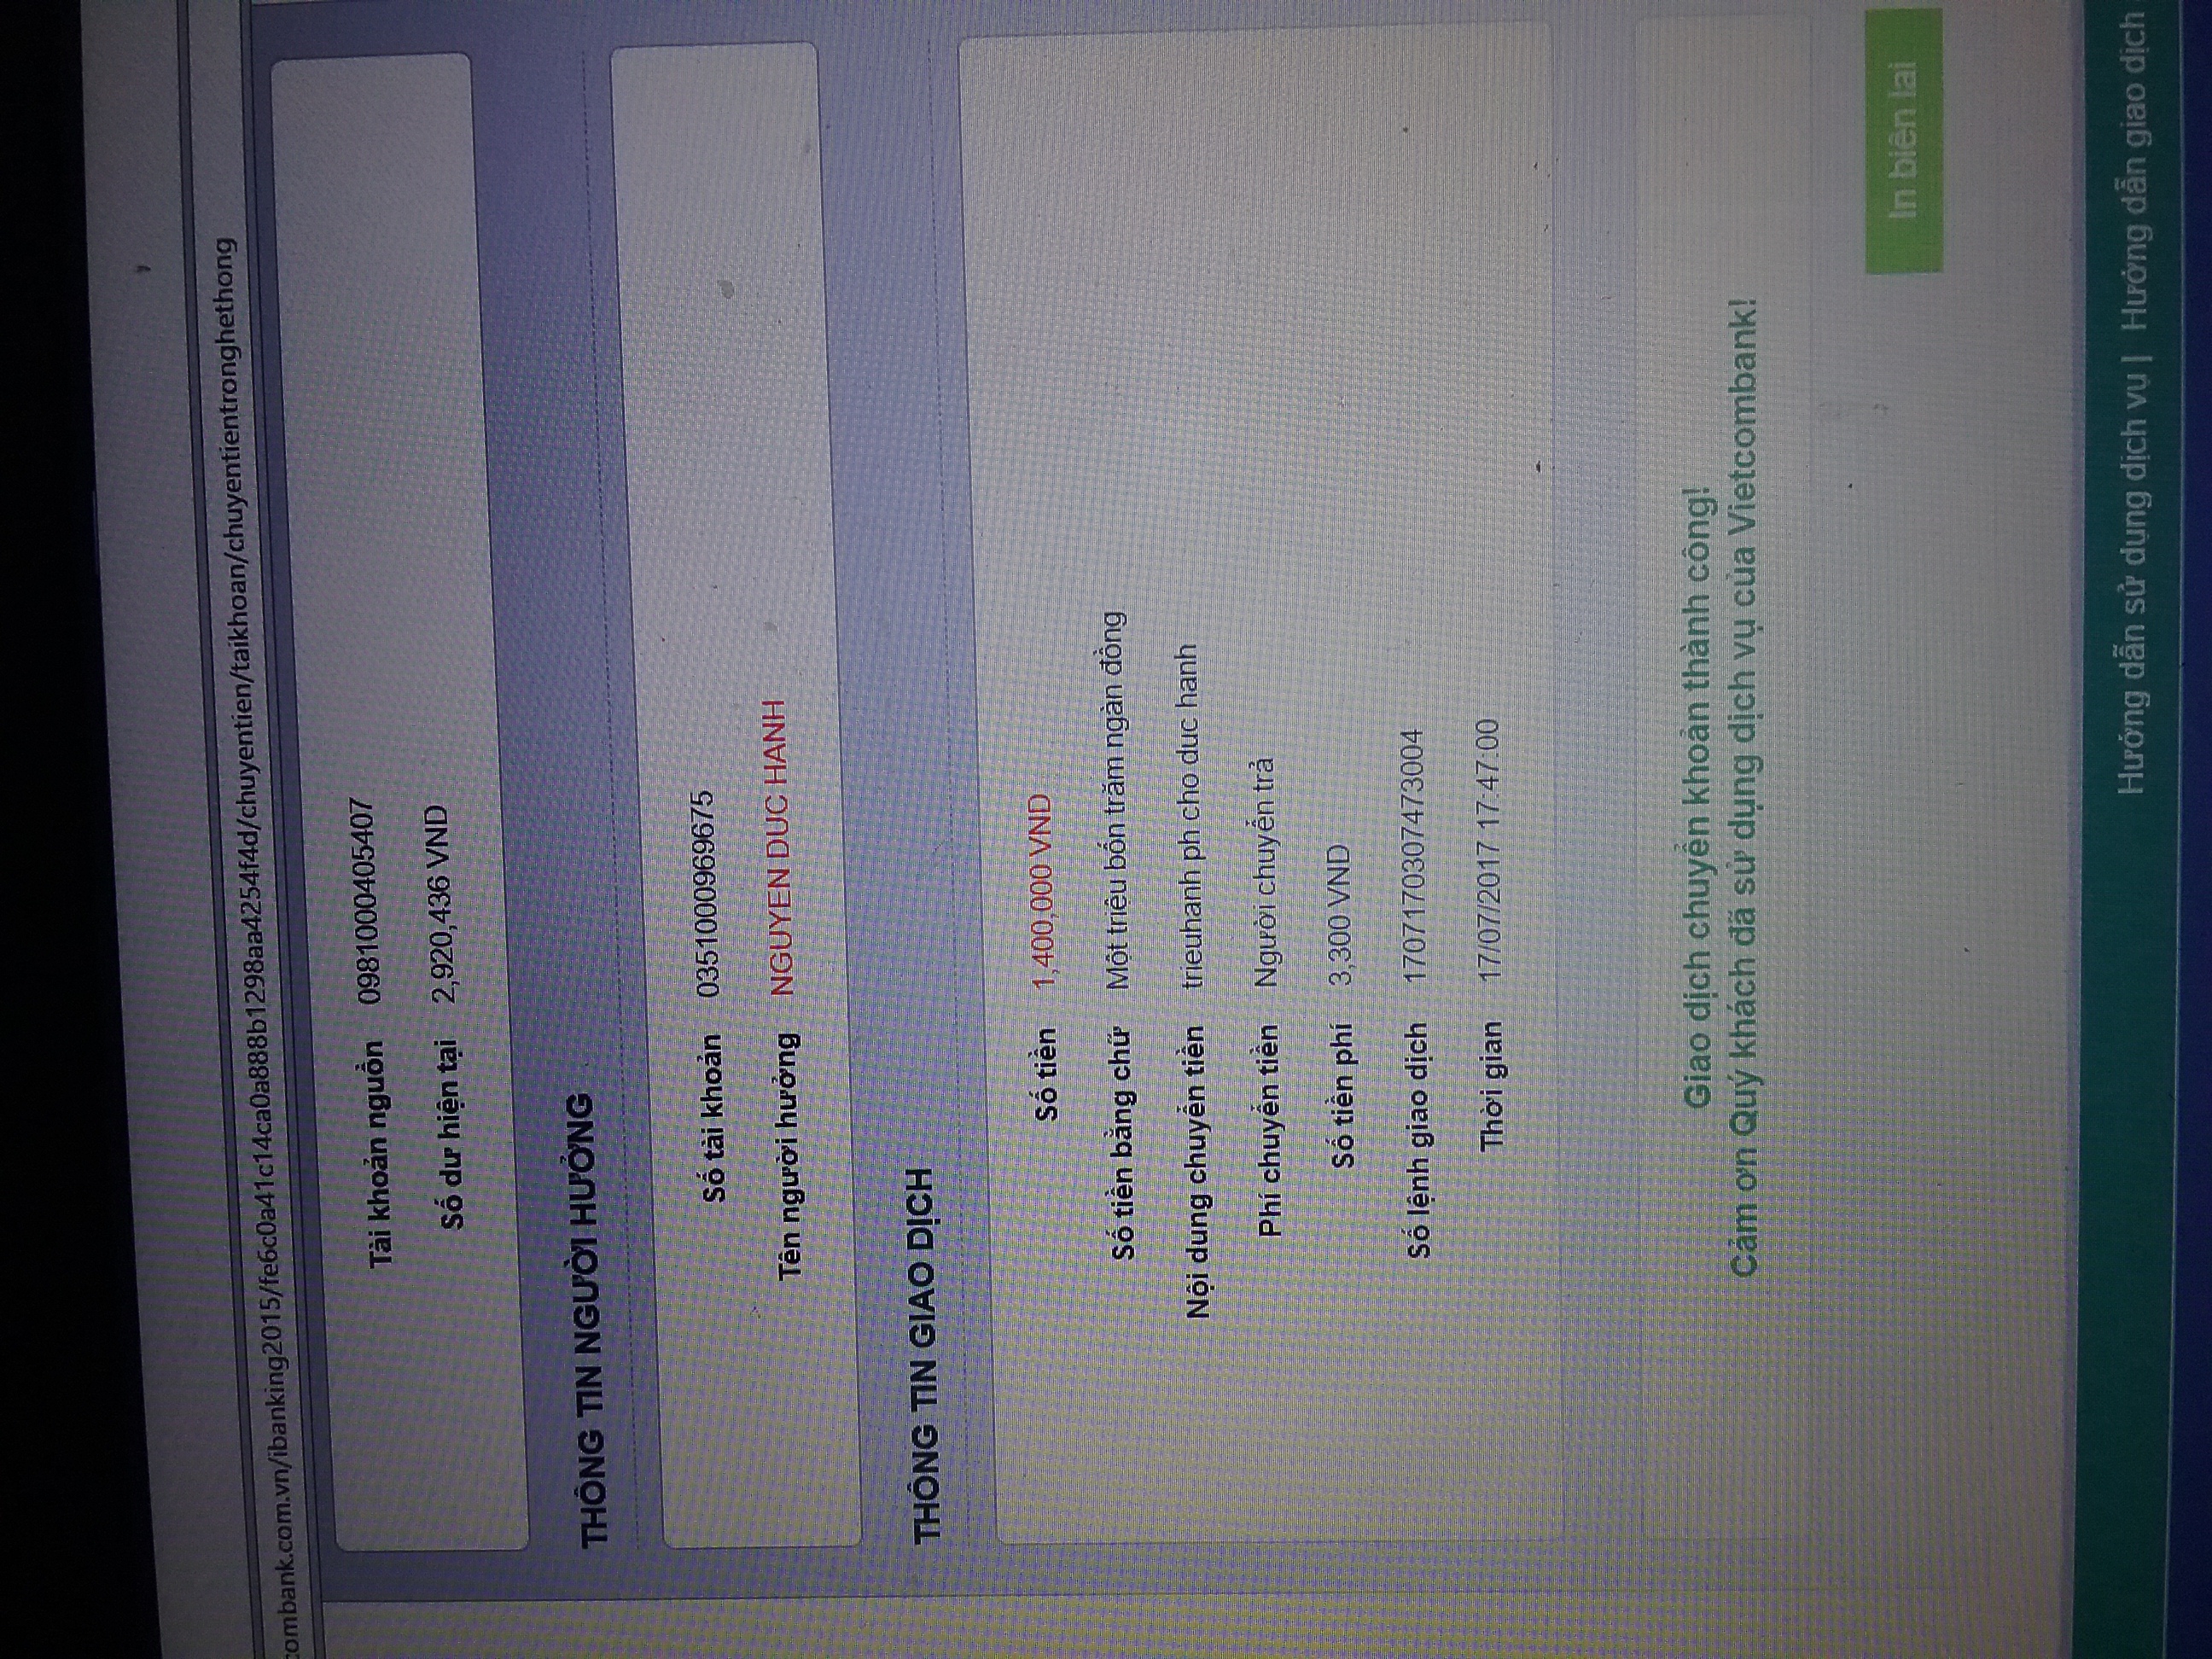 combank.com.vn/ibanking2015/fe6c0a41c14ca0a888b1298aa4254f4d/chuyentien/taikhoan/chuyentientronghethong
Tài khoản nguồn 0981000405407
Số dư hiện tại 2,920,436 VND
THÔNG TIN NGƯỜI HƯỞNG
Số tài khoản 0351000969675
Tên người hưởng NGUYEN DUC HANH
THÔNG TIN GIAO DỊCH
Số tiền 1,400,000 VND
Số tiền bằng chữ Một triệu bốn trăm ngàn đồng
Nội dung chuyển tiền trieuhanh ph cho duc hanh
Phí chuyển tiền Người chuyển trả
Số tiền phí 3,300 VND
Số lệnh giao dịch 1707170307473004
Thời gian 17/07/2017 17:47:00
Giao dịch chuyển khoản thành công!
Cảm ơn Quý khách đã sử dụng dịch vụ của Vietcombank!
In biên lai
Hướng dẫn sử dụng dịch vụ | Hướng dẫn giao dịch